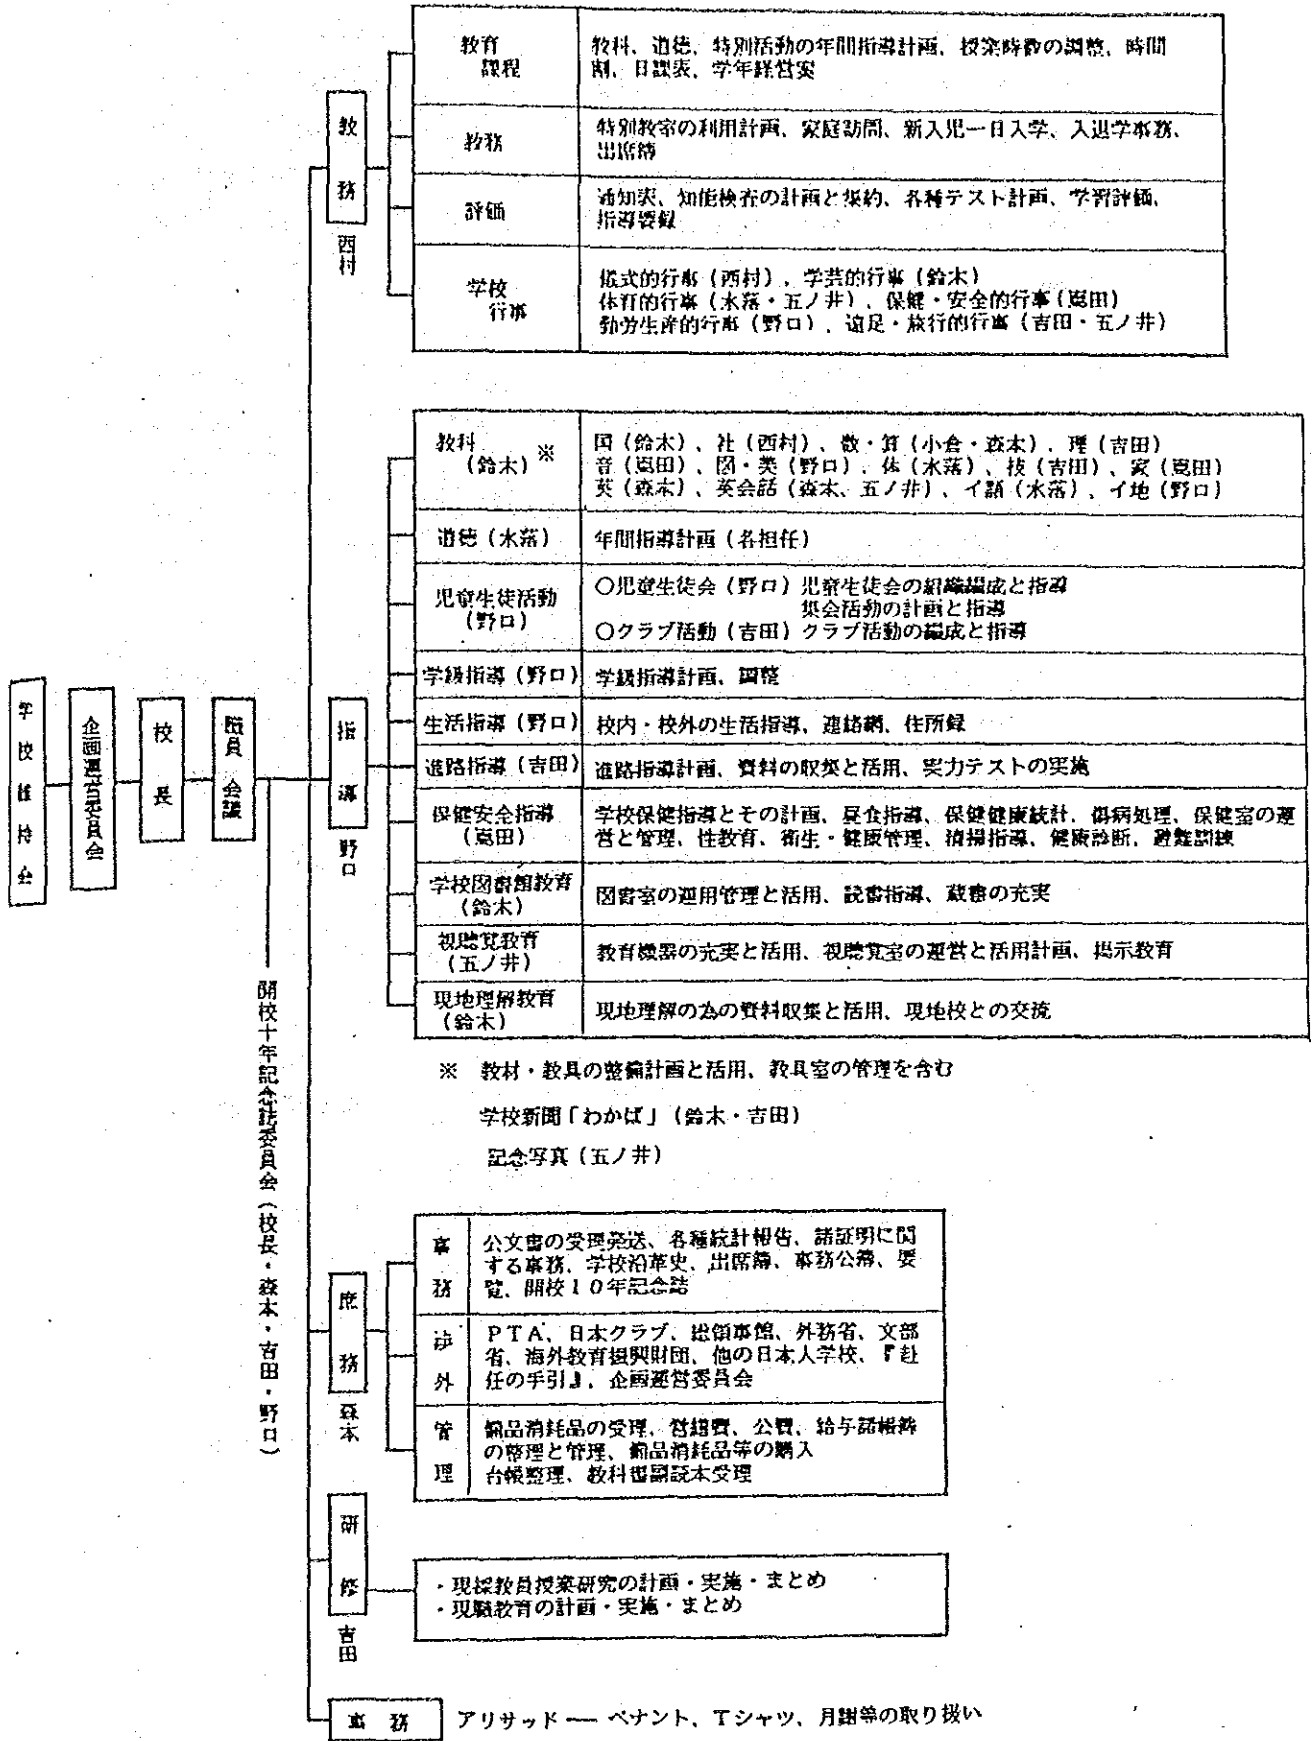 学校維持会
企画運営委員会
校長
職員会議
開校十年記念誌委員会（校長・森本・吉田・野口）
教務
西村
教育課程
教科、道徳、特別活動の年間指導計画、授業時数の調整、時間
割、日課表、学年経営案
教務
特別教室の利用計画、家庭訪問、新入児一日入学、入退学事務、
出席簿
評価
通知表、知能検査の計画と集約、各種テスト計画、学習評価、
指導要録
学校行事
儀式的行事（西村）、学芸的行事（鈴木）
体育的行事（水落・五ノ井）、保健・安全的行事（嶌田）
勤労生産的行事（野口）、遠足・旅行的行事（吉田・五ノ井）
指導
野口
教科
（鈴木）※
国（鈴木）、社（西村）、数・算（小倉・森本）、理（吉田）
音（嶌田）、図・美（野口）、体（水落）、技（吉田）、家（嶌田）
英（森本）、英会話（森本、五ノ井）、イ語（水落）、イ地（野口）
道徳（水落）
年間指導計画（各担任）
児童生徒活動
（野口）
○児童生徒会（野口）児童生徒会の組織編成と指導
集会活動の計画と指導
○クラブ活動（吉田）クラブ活動の編成と指導
学級指導（野口）
学級指導計画、調整
生活指導（野口）
校内・校外の生活指導、連絡網、住所録
進路指導（吉田）
進路指導計画、資料の収集と活用、実力テストの実施
保健安全指導
（嶌田）
学校保健指導とその計画、昼食指導、保健健康統計、傷病処理、保健室の運
営と管理、性教育、衛生・健康管理、清掃指導、健康診断、避難訓練
学校図書館教育
（鈴木）
図書室の運用管理と活用、読書指導、蔵書の充実
視聴覚教育
（五ノ井）
教育機器の充実と活用、視聴覚室の運営と活用計画、掲示教育
現地理解教育
（鈴木）
現地理解の為の資料収集と活用、現地校との交流
※ 教材・教具の整備計画と活用、教具室の管理を含む
学校新聞「わかば」（鈴木・吉田）
記念写真（五ノ井）
庶務
森本
事務
公文書の受理発送、各種統計報告、諸証明に関
する事務、学校沿革史、出席簿、事務公簿、要
覧、開校１０年記念誌
渉外
ＰＴＡ、日本クラブ、総領事館、外務省、文部
省、海外教育振興財団、他の日本人学校、『赴
任の手引』、企画運営委員会
管理
備品消耗品の受理、営繕費、公費、給与諸帳簿
の整理と管理、備品消耗品等の購入
台帳整理、教科書副読本受理
研修
吉田
・現採教員授業研究の計画・実施・まとめ
・現職教育の計画・実施・まとめ
事務
アリサッド ── ペナント、Ｔシャツ、月謝等の取り扱い